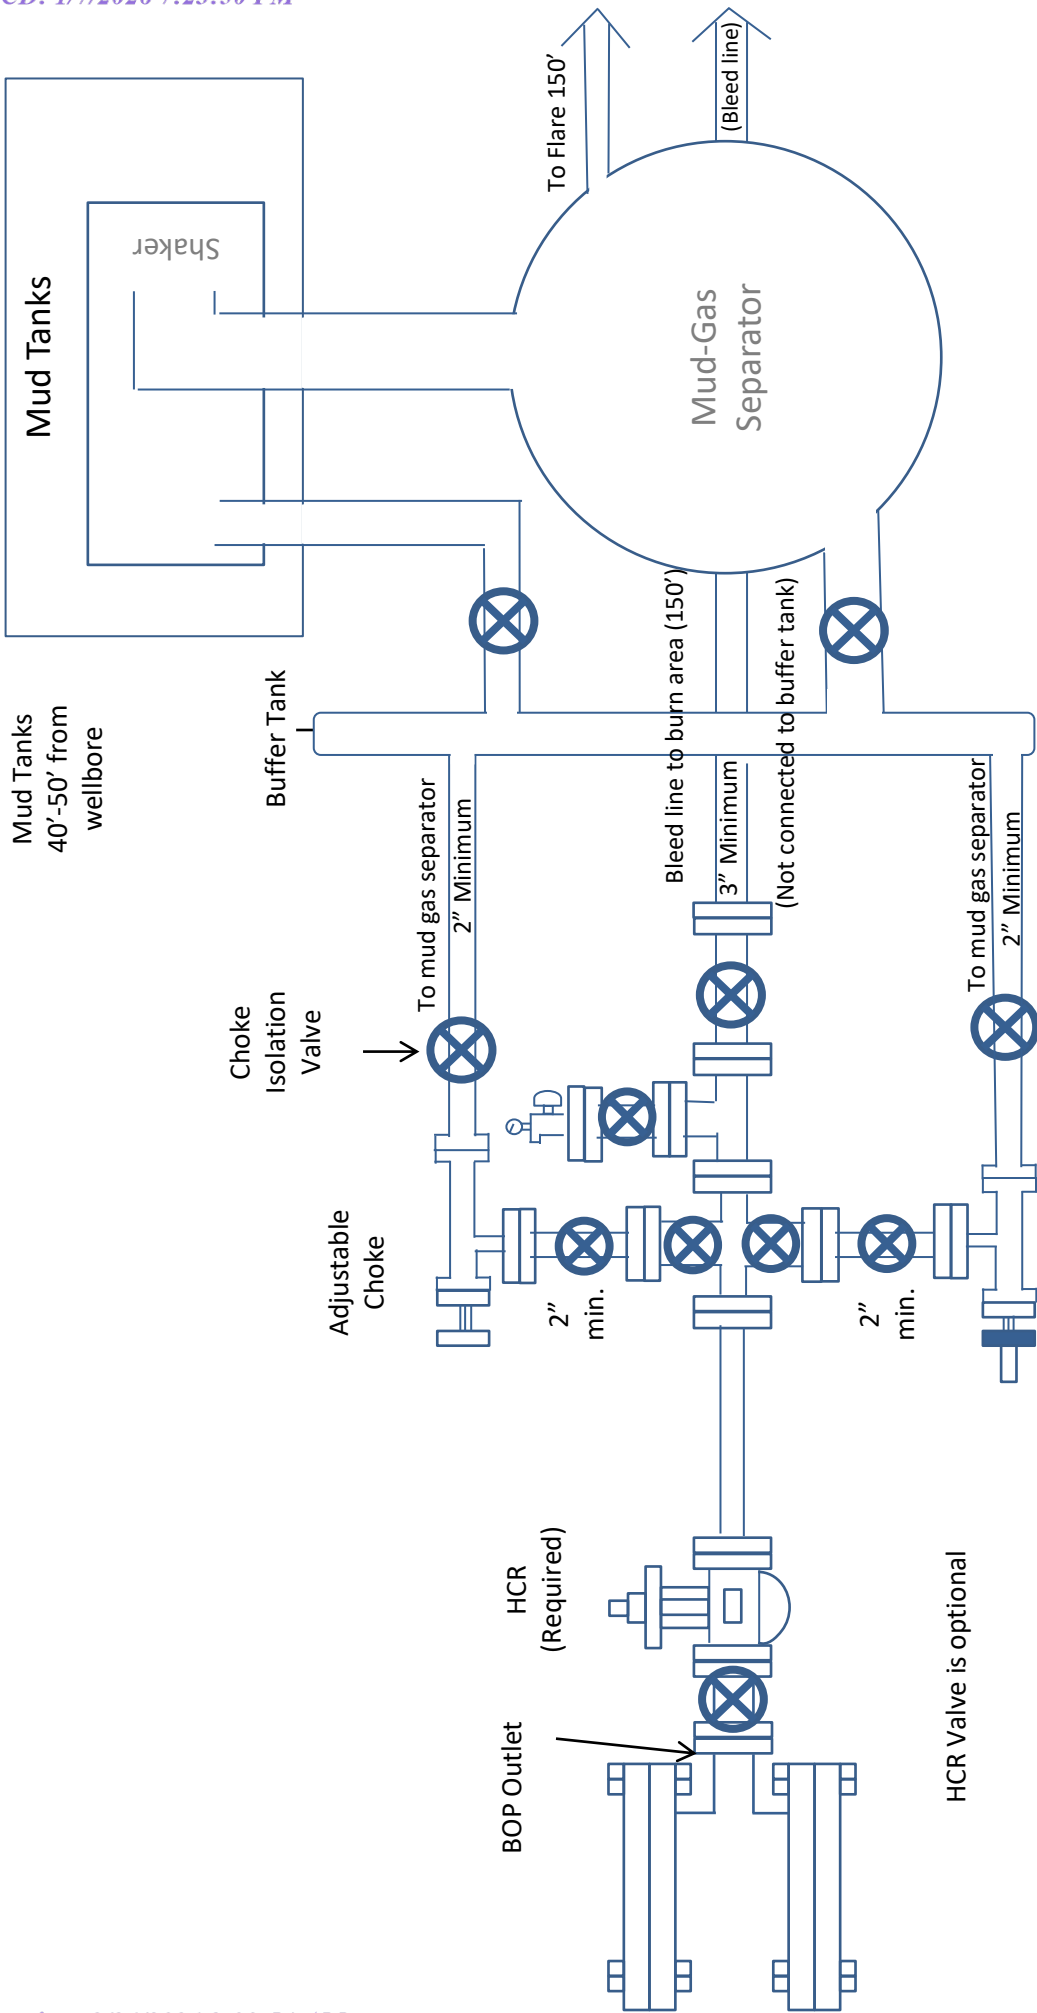 Mud Tanks
Shaker
To Flare 150’
(Bleed line)
Mud-Gas
Separator
Mud Tanks
40’-50’ from
wellbore
Buffer Tank
Bleed line to burn area (150’)
3” Minimum
(Not connected to buffer tank)
To mud gas separator
2” Minimum
To mud gas separator
2” Minimum
Choke
Isolation
Valve
Adjustable
Choke
2”
min.
2”
min.
HCR
(Required)
BOP Outlet
HCR Valve is optional